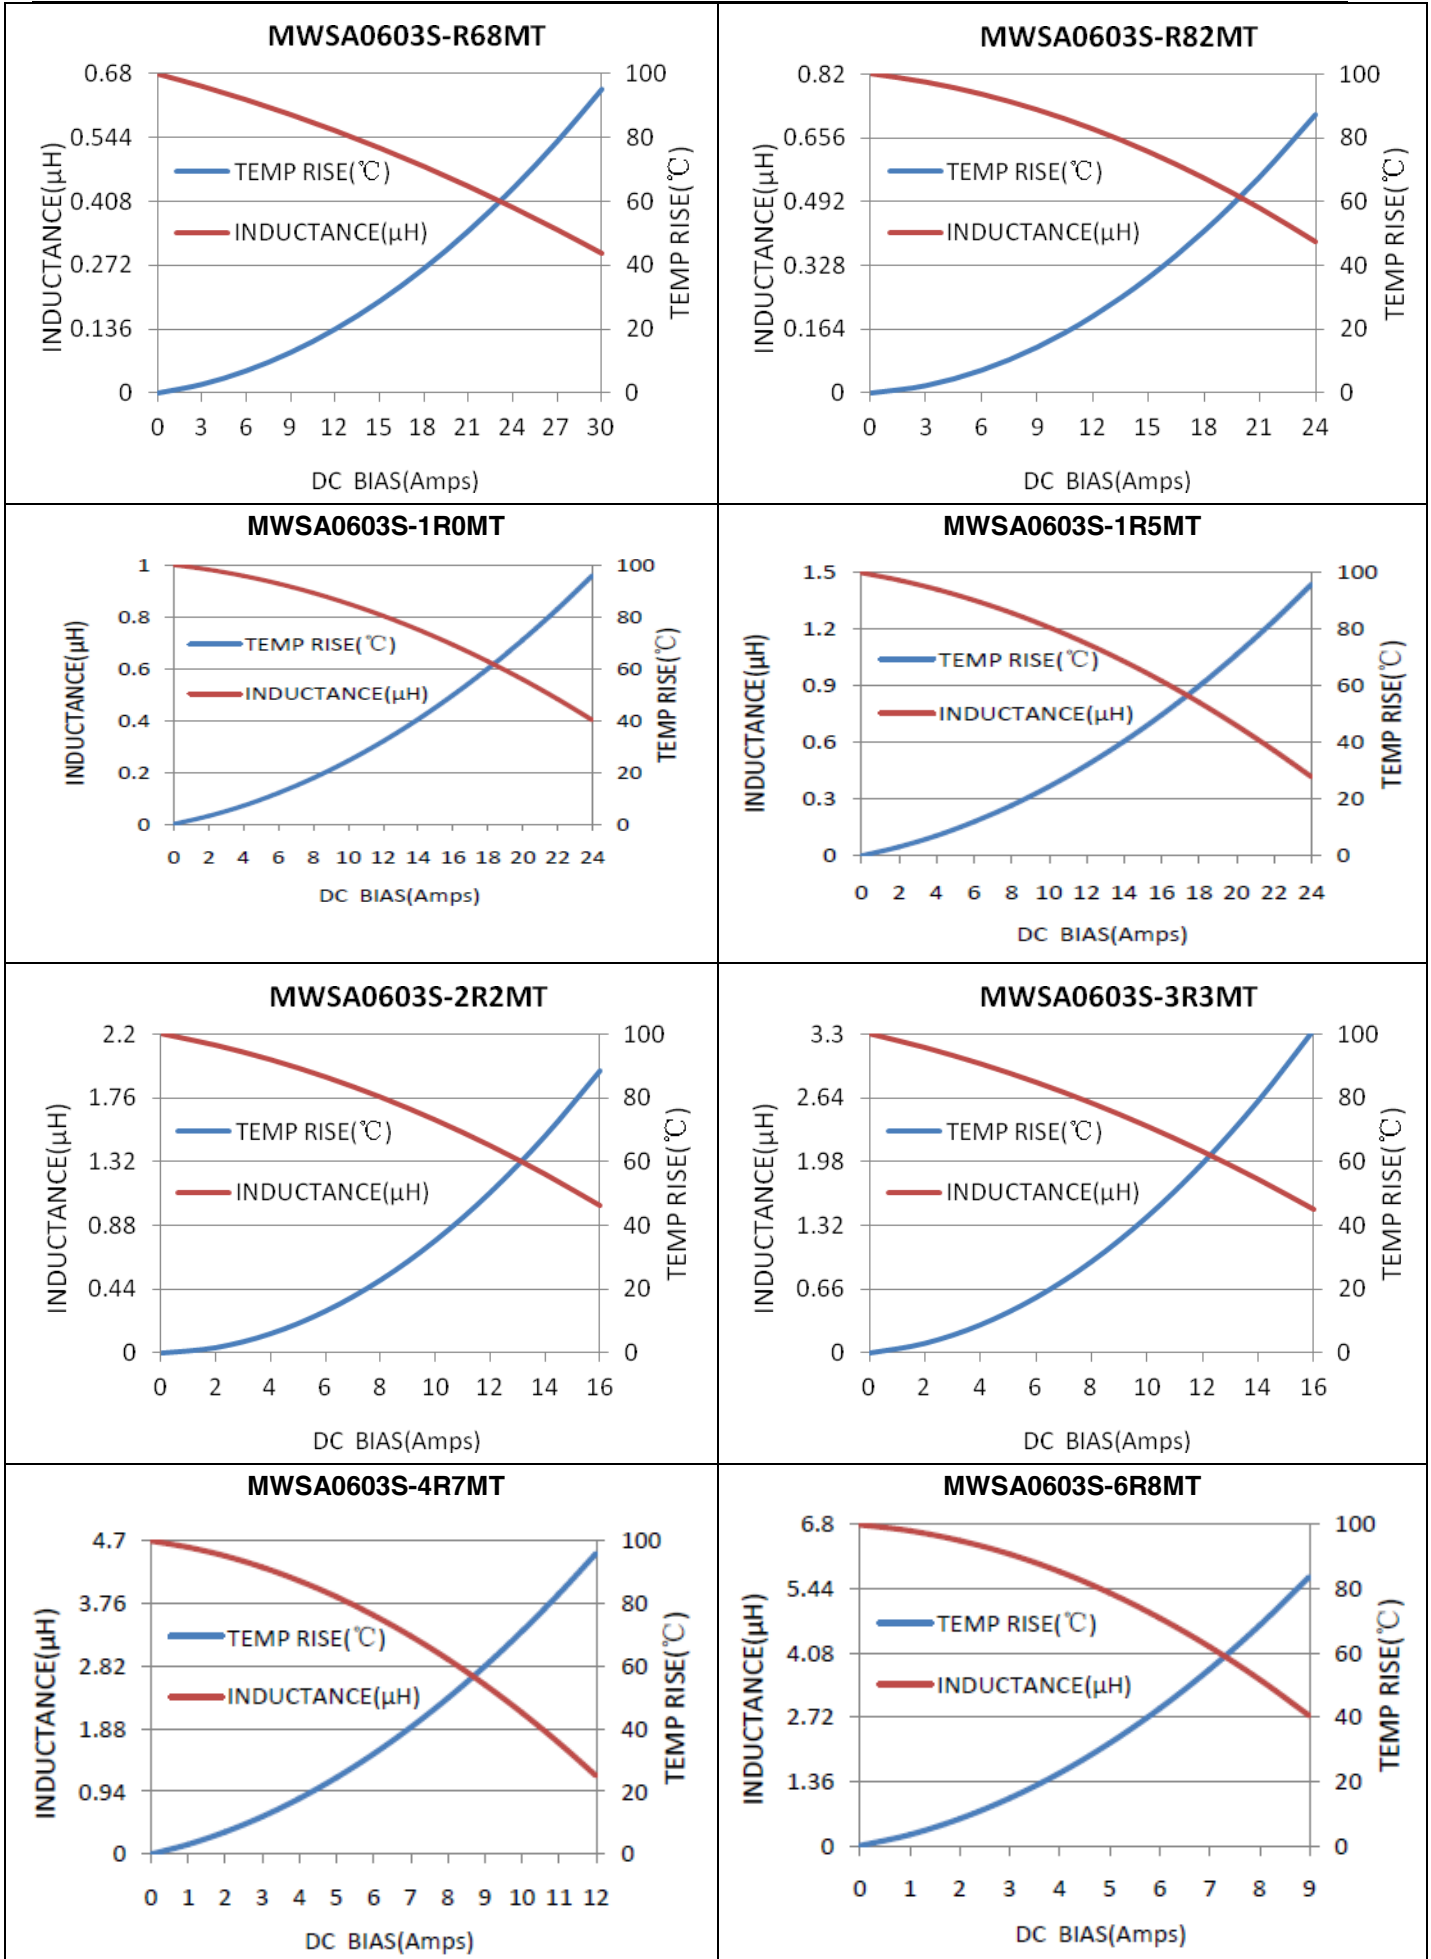 MWSA0603S-R68MT
0.68
0.544
0.408
0.272
0.136
0
100
80
60
40
20
0
INDUCTANCE(μH)
TEMP RISE(℃)
TEMP RISE(℃)
INDUCTANCE(μH)
0 3 6 9 12 15 18 21 24 27 30
DC BIAS(Amps)
MWSA0603S-R82MT
0.82
0.656
0.492
0.328
0.164
0
100
80
60
40
20
0
INDUCTANCE(μH)
TEMP RISE(℃)
TEMP RISE(℃)
INDUCTANCE(μH)
0 3 6 9 12 15 18 21 24
DC BIAS(Amps)
MWSA0603S-1R0MT
1
0.8
0.6
0.4
0.2
0
100
80
60
40
20
0
INDUCTANCE(μH)
TEMP RISE(℃)
TEMP RISE(℃)
INDUCTANCE(μH)
0 2 4 6 8 10 12 14 16 18 20 22 24
DC BIAS(Amps)
MWSA0603S-1R5MT
1.5
1.2
0.9
0.6
0.3
0
100
80
60
40
20
0
INDUCTANCE(μH)
TEMP RISE(℃)
TEMP RISE(℃)
INDUCTANCE(μH)
0 2 4 6 8 10 12 14 16 18 20 22 24
DC BIAS(Amps)
MWSA0603S-2R2MT
2.2
1.76
1.32
0.88
0.44
0
100
80
60
40
20
0
INDUCTANCE(μH)
TEMP RISE(℃)
TEMP RISE(℃)
INDUCTANCE(μH)
0 2 4 6 8 10 12 14 16
DC BIAS(Amps)
MWSA0603S-3R3MT
3.3
2.64
1.98
1.32
0.66
0
100
80
60
40
20
0
INDUCTANCE(μH)
TEMP RISE(℃)
TEMP RISE(℃)
INDUCTANCE(μH)
0 2 4 6 8 10 12 14 16
DC BIAS(Amps)
MWSA0603S-4R7MT
4.7
3.76
2.82
1.88
0.94
0
100
80
60
40
20
0
INDUCTANCE(μH)
TEMP RISE(℃)
TEMP RISE(℃)
INDUCTANCE(μH)
0 1 2 3 4 5 6 7 8 9 10 11 12
DC BIAS(Amps)
MWSA0603S-6R8MT
6.8
5.44
4.08
2.72
1.36
0
100
80
60
40
20
0
INDUCTANCE(μH)
TEMP RISE(℃)
TEMP RISE(℃)
INDUCTANCE(μH)
0 1 2 3 4 5 6 7 8 9
DC BIAS(Amps)